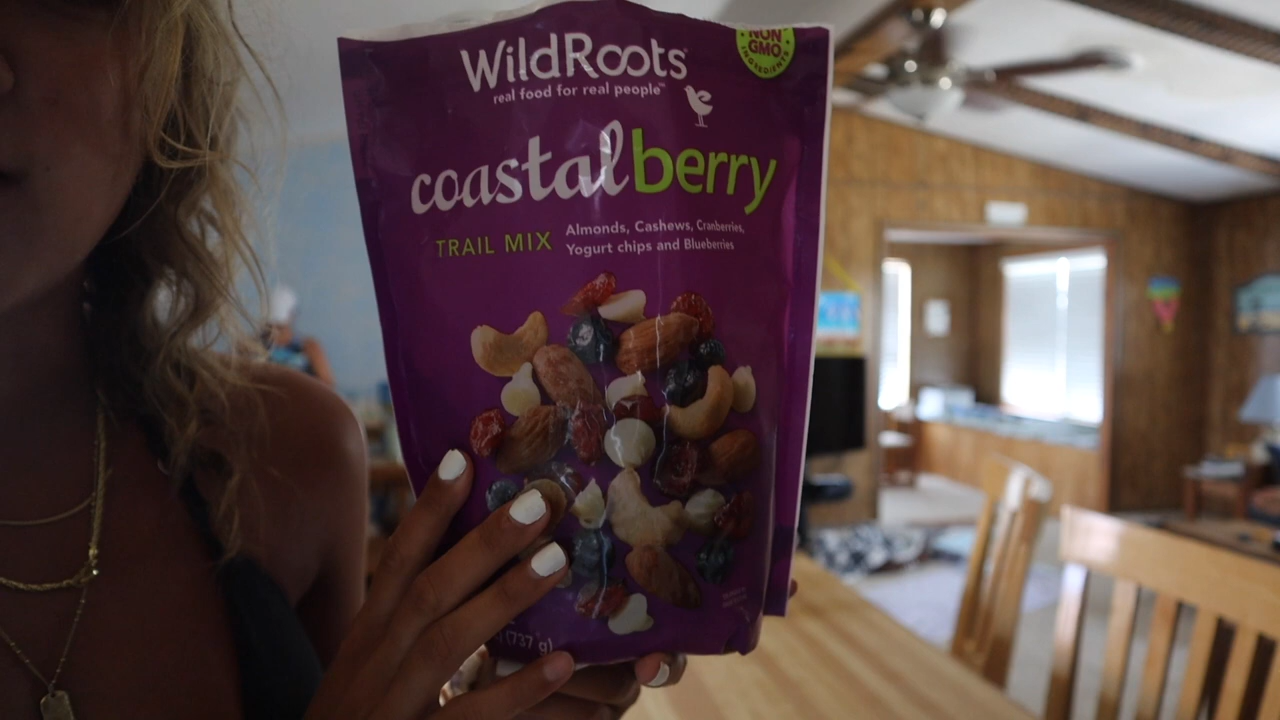 NON
GMO
INGREDIENTS
WildRoots
real food for real people™
coastalberry
TRAIL MIX
Almonds, Cashews, Cranberries,
Yogurt chips and Blueberries
(737 g)